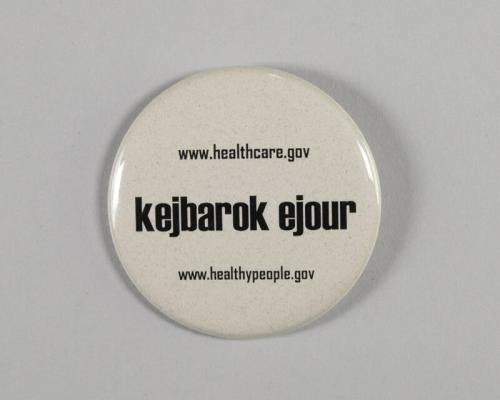 www.healthcare.gov
kejbarok ejour
www.healthypeople.gov